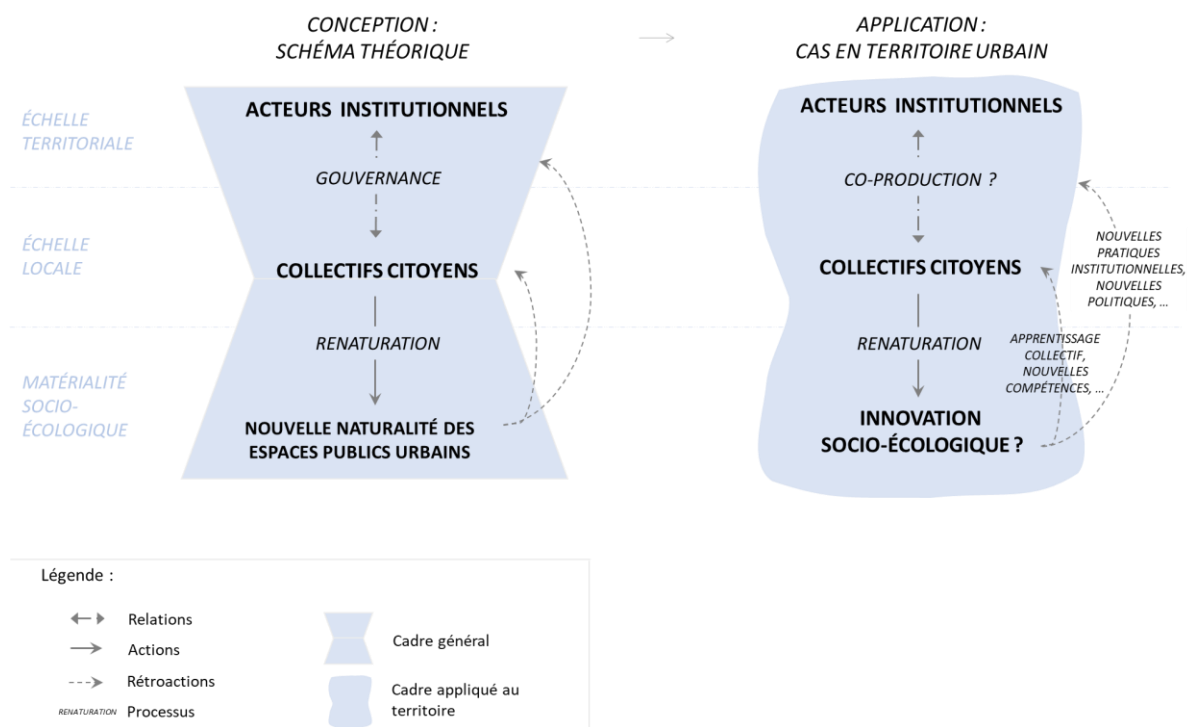 CONCEPTION :
SCHÉMA THÉORIQUE
APPLICATION :
CAS EN TERRITOIRE URBAIN
ÉCHELLE
TERRITORIALE
ÉCHELLE
LOCALE
MATÉRIALITÉ
SOCIO-
ÉCOLOGIQUE
ACTEURS INSTITUTIONNELS
GOUVERNANCE
COLLECTIFS CITOYENS
RENATURATION
NOUVELLE NATURALITÉ DES
ESPACES PUBLICS URBAINS
ACTEURS INSTITUTIONNELS
CO-PRODUCTION ?
COLLECTIFS CITOYENS
RENATURATION
INNOVATION
SOCIO-ÉCOLOGIQUE ?
NOUVELLES
PRATIQUES
INSTITUTIONNELLES,
NOUVELLES
POLITIQUES, ...
APPRENTISSAGE
COLLECTIF,
NOUVELLES
COMPÉTENCES, ...
Légende :
Relations
Actions
Rétroactions
RENATURATION Processus
Cadre général
Cadre appliqué au
territoire